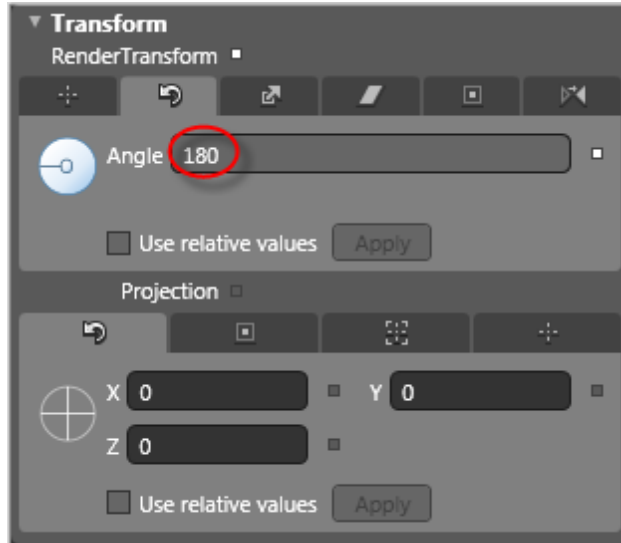 Transform
RenderTransform
Angle 180
Use relative values Apply
Projection
X 0 Y 0
Z 0
Use relative values Apply